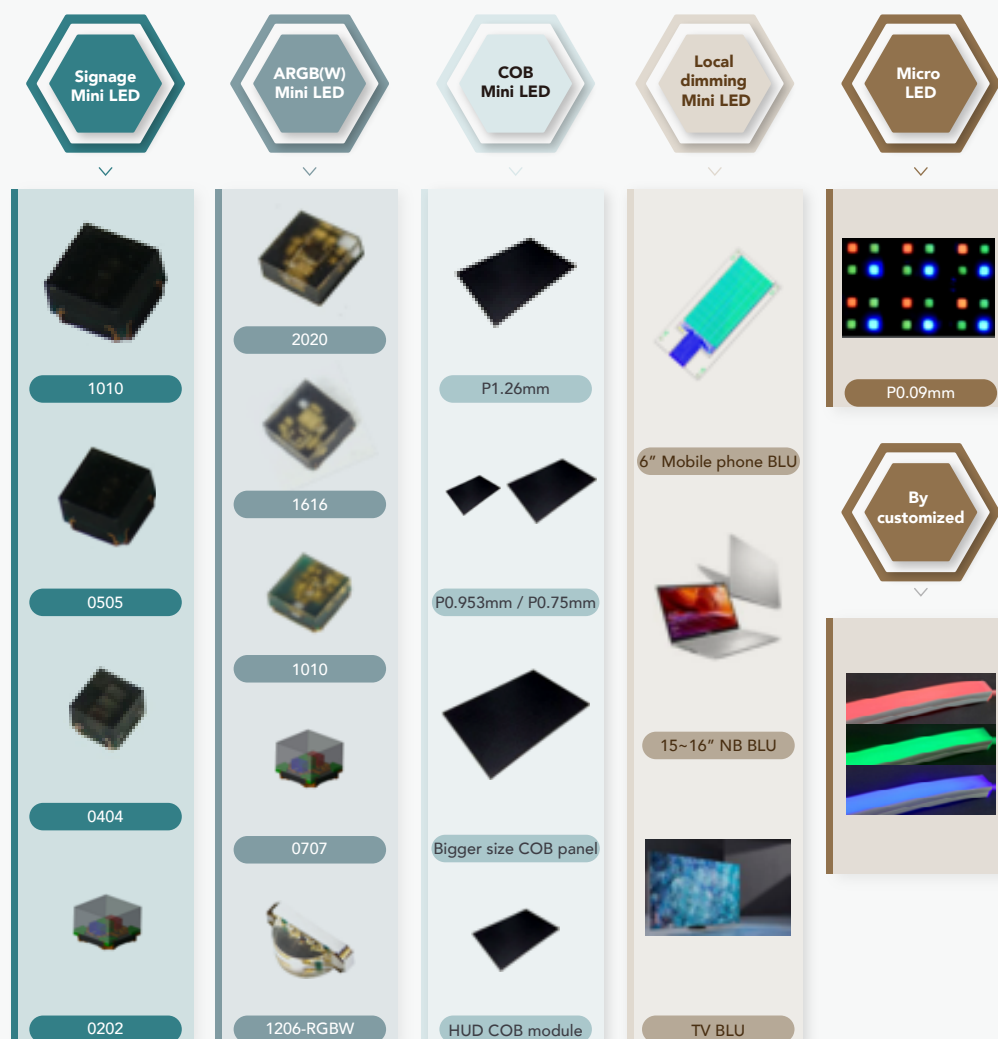 Signage
Mini LED
1010
0505
0404
0202
ARGB(W)
Mini LED
2020
1616
1010
0707
1206-RGBW
COB
Mini LED
P1.26mm
P0.953mm / P0.75mm
Bigger size COB panel
HUD COB module
Local
dimming
Mini LED
6” Mobile phone BLU
15~16” NB BLU
TV BLU
Micro
LED
P0.09mm
By
customized